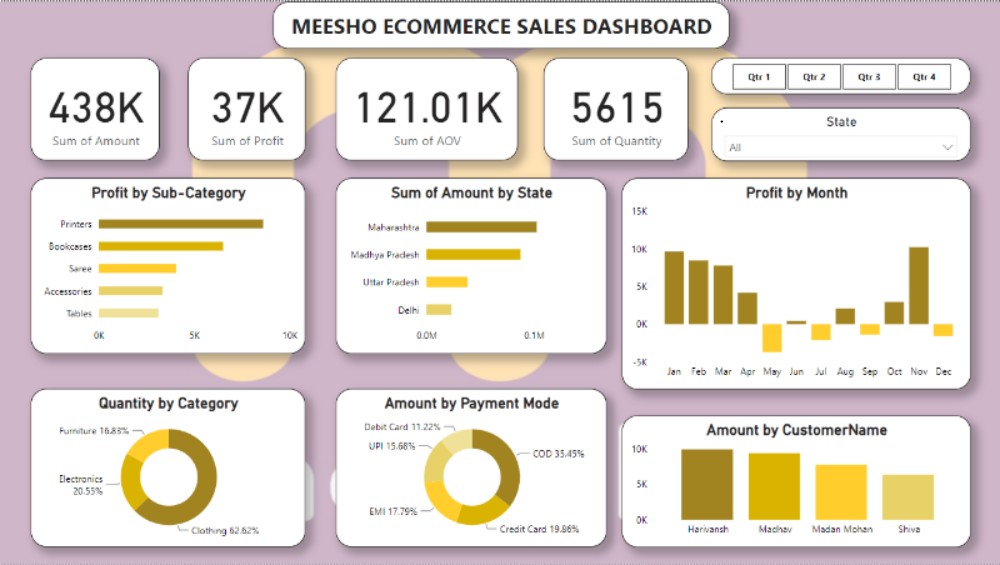 MEESHO ECOMMERCE SALES DASHBOARD
438K
Sum of Amount
37K
Sum of Profit
121.01K
Sum of AOV
5615
Sum of Quantity
Qtr 1 Qtr 2 Qtr 3 Qtr 4
State
All
Profit by Sub-Category
Printers
Bookcases
Saree
Accessories
Tables
0K 5K 10K
Sum of Amount by State
Maharashtra
Madhya Pradesh
Uttar Pradesh
Delhi
0.0M 0.1M
Profit by Month
15K
10K
5K
0K
-5K
Jan Feb Mar Apr May Jun Jul Aug Sep Oct Nov Dec
Quantity by Category
Furniture 16.83%
Electronics
20.55%
Clothing 62.62%
Amount by Payment Mode
Debit Card 11.22%
UPI 15.68%
COD 35.45%
EMI 17.79%
Credit Card 19.86%
Amount by CustomerName
10K
5K
0K
Harivansh Madhav Madan Mohan Shiva